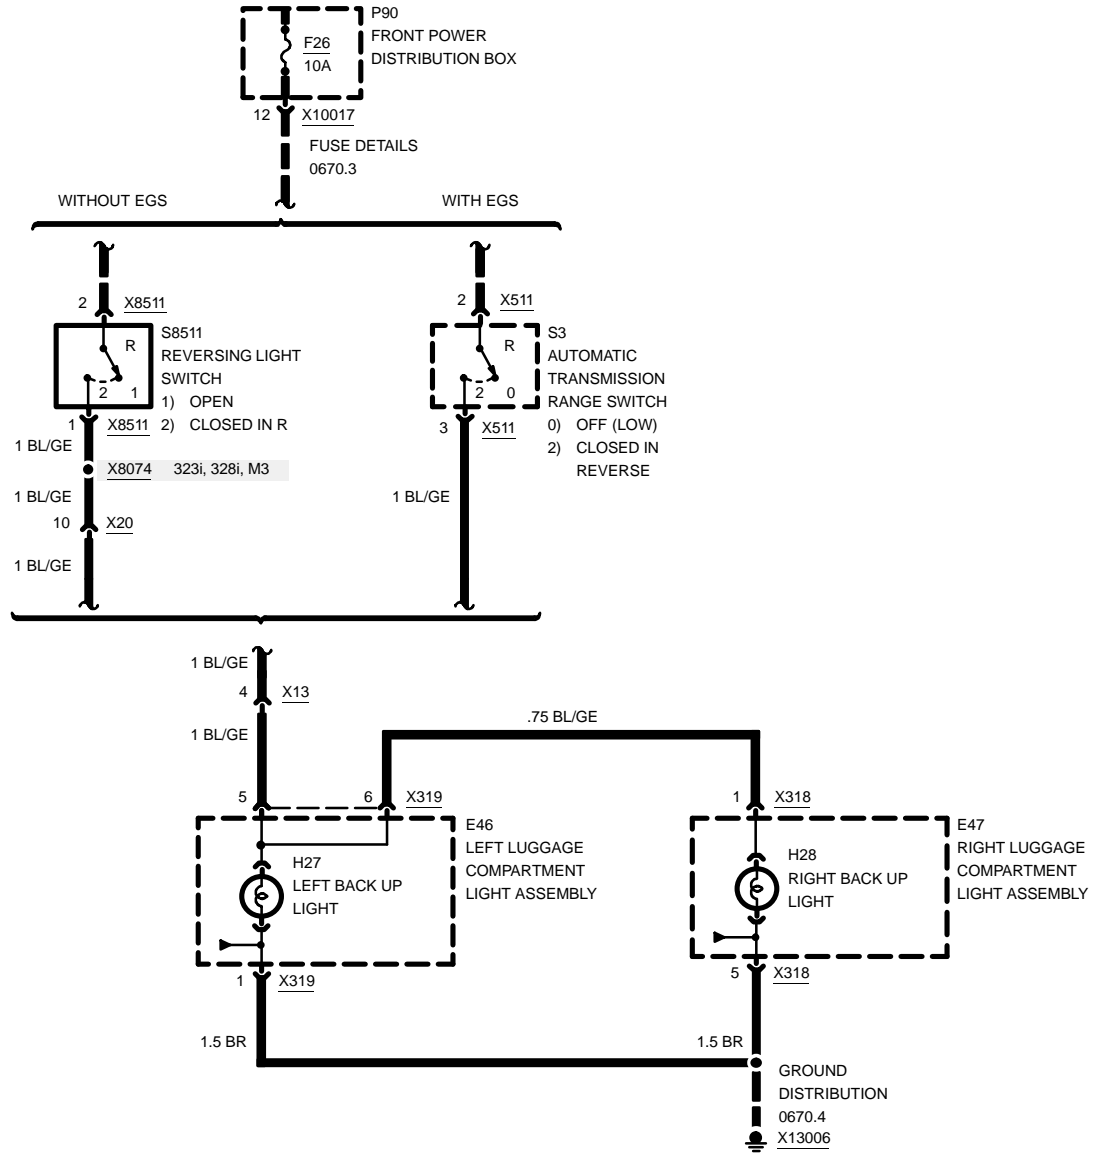 P90
FRONT POWER
DISTRIBUTION BOX
F26
10A
12 X10017
FUSE DETAILS
0670.3
WITHOUT EGS
WITH EGS
2 X8511
S8511
REVERSING LIGHT
SWITCH
1) OPEN
2) CLOSED IN R
R
2 1
1 X8511
1 BL/GE
X8074 323i, 328i, M3
1 BL/GE
10 X20
1 BL/GE
2 X511
S3
AUTOMATIC
TRANSMISSION
RANGE SWITCH
0) OFF (LOW)
2) CLOSED IN
REVERSE
R
2 0
3 X511
1 BL/GE
1 BL/GE
4 X13
1 BL/GE
.75 BL/GE
5
6 X319
E46
LEFT LUGGAGE
COMPARTMENT
LIGHT ASSEMBLY
H27
LEFT BACK UP
LIGHT
1 X319
1.5 BR
1 X318
E47
RIGHT LUGGAGE
COMPARTMENT
LIGHT ASSEMBLY
H28
RIGHT BACK UP
LIGHT
5 X318
1.5 BR
GROUND
DISTRIBUTION
0670.4
X13006